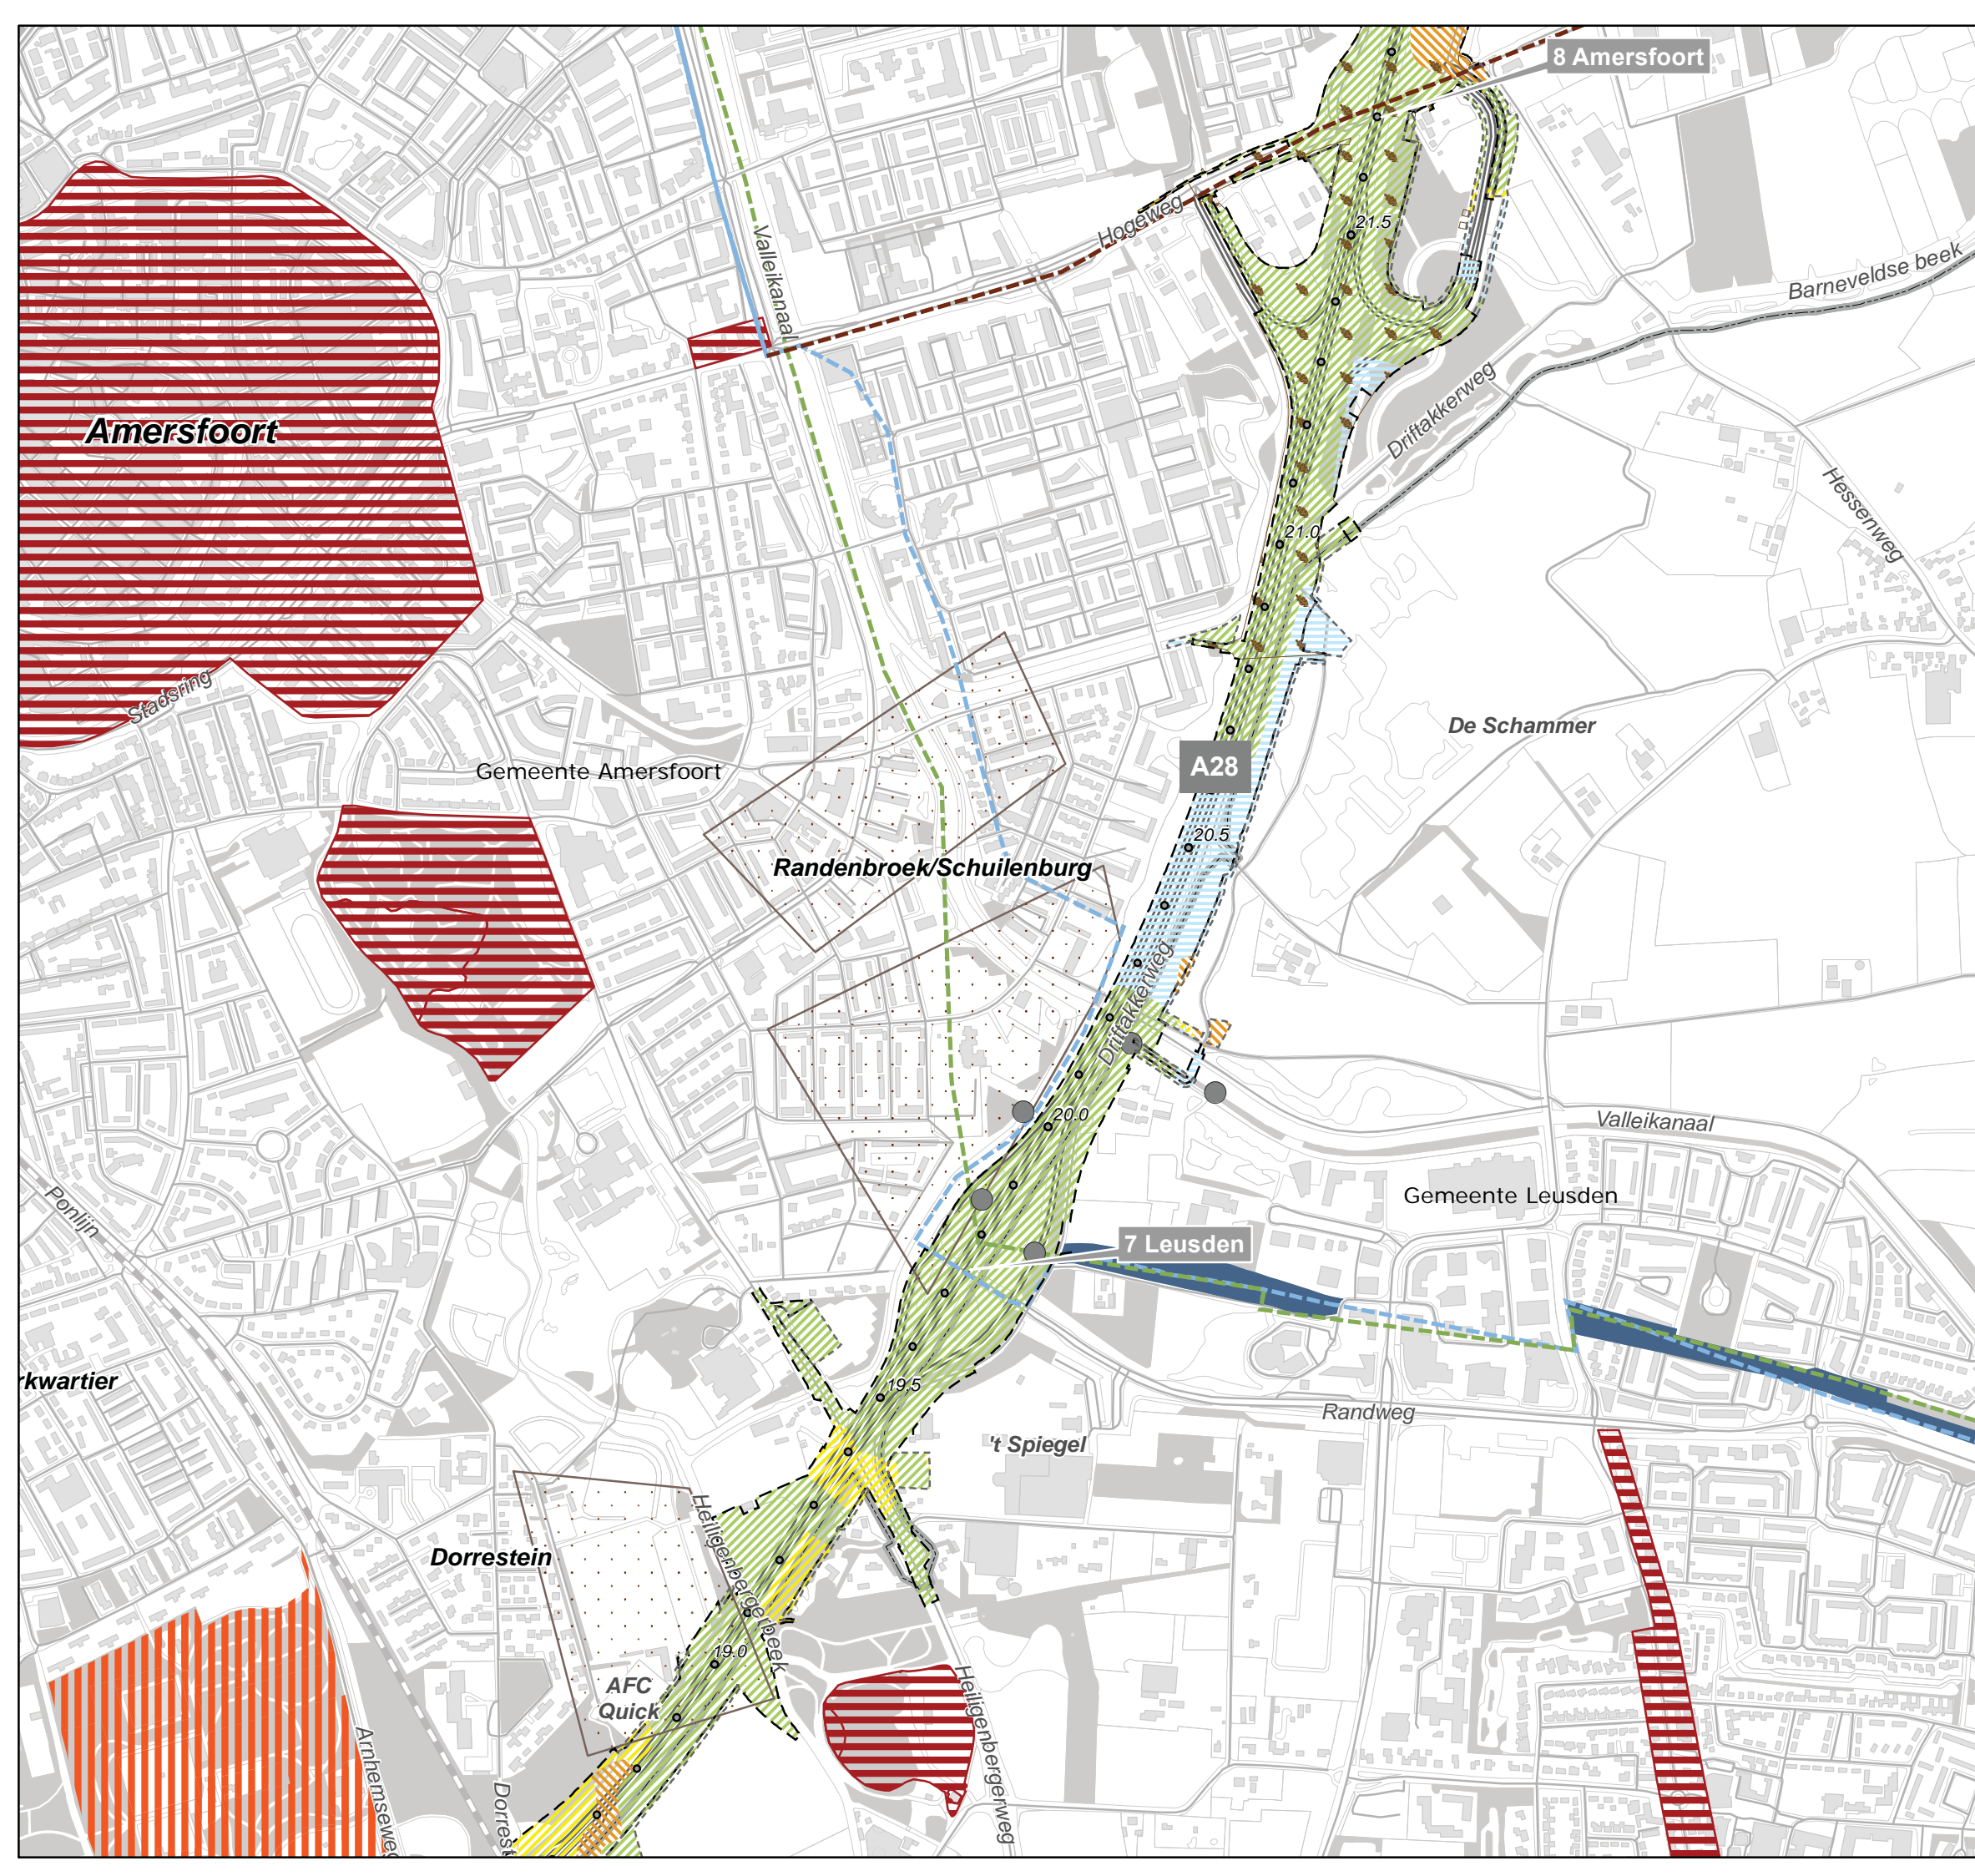 8 Amersfoort
Hogeweg
21.5
Valleikanaal
Barneveldse beek
Driftakkerweg
Amersfoort
Hessenweg
21.0
Stadsring
De Schammer
Gemeente Amersfoort
A28
20.5
Randenbroek/Schuilenburg
Driftakkerweg
20.0
Valleikanaal
Gemeente Leusden
Ponlijn
7 Leusden
rkwartier
19,5
Randweg
't Spiegel
Heiligenbergerbeek
Dorrestein
19.0
AFC
Quick
Heiligenbergerweg
Arnhemseweg
Dorrest